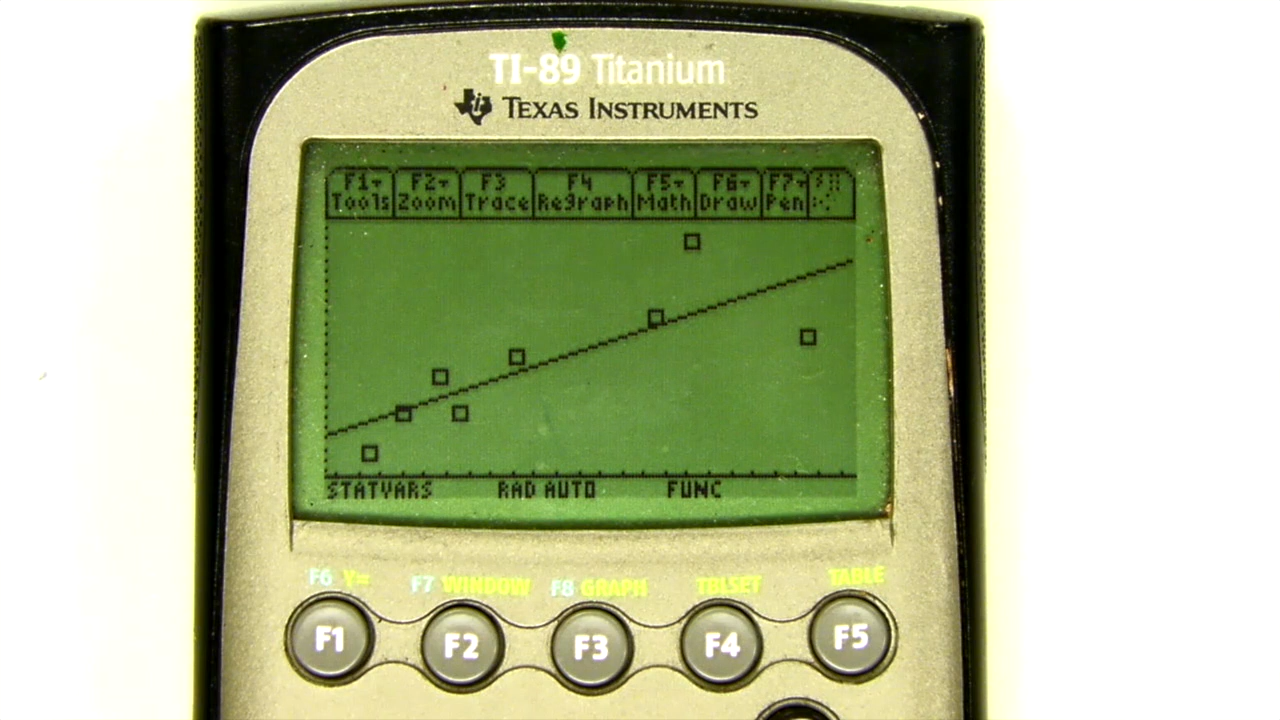 TI-89 Titanium
TEXAS INSTRUMENTS
F1 F2 F3 F4 F5 F6 F7
Tools Zoom Trace ReGraph Math Draw Pen
STATVARS RAD AUTO FUNC
F6 Y= F7 WINDOW F8 GRAPH TBLSET TABLE
F1 F2 F3 F4 F5